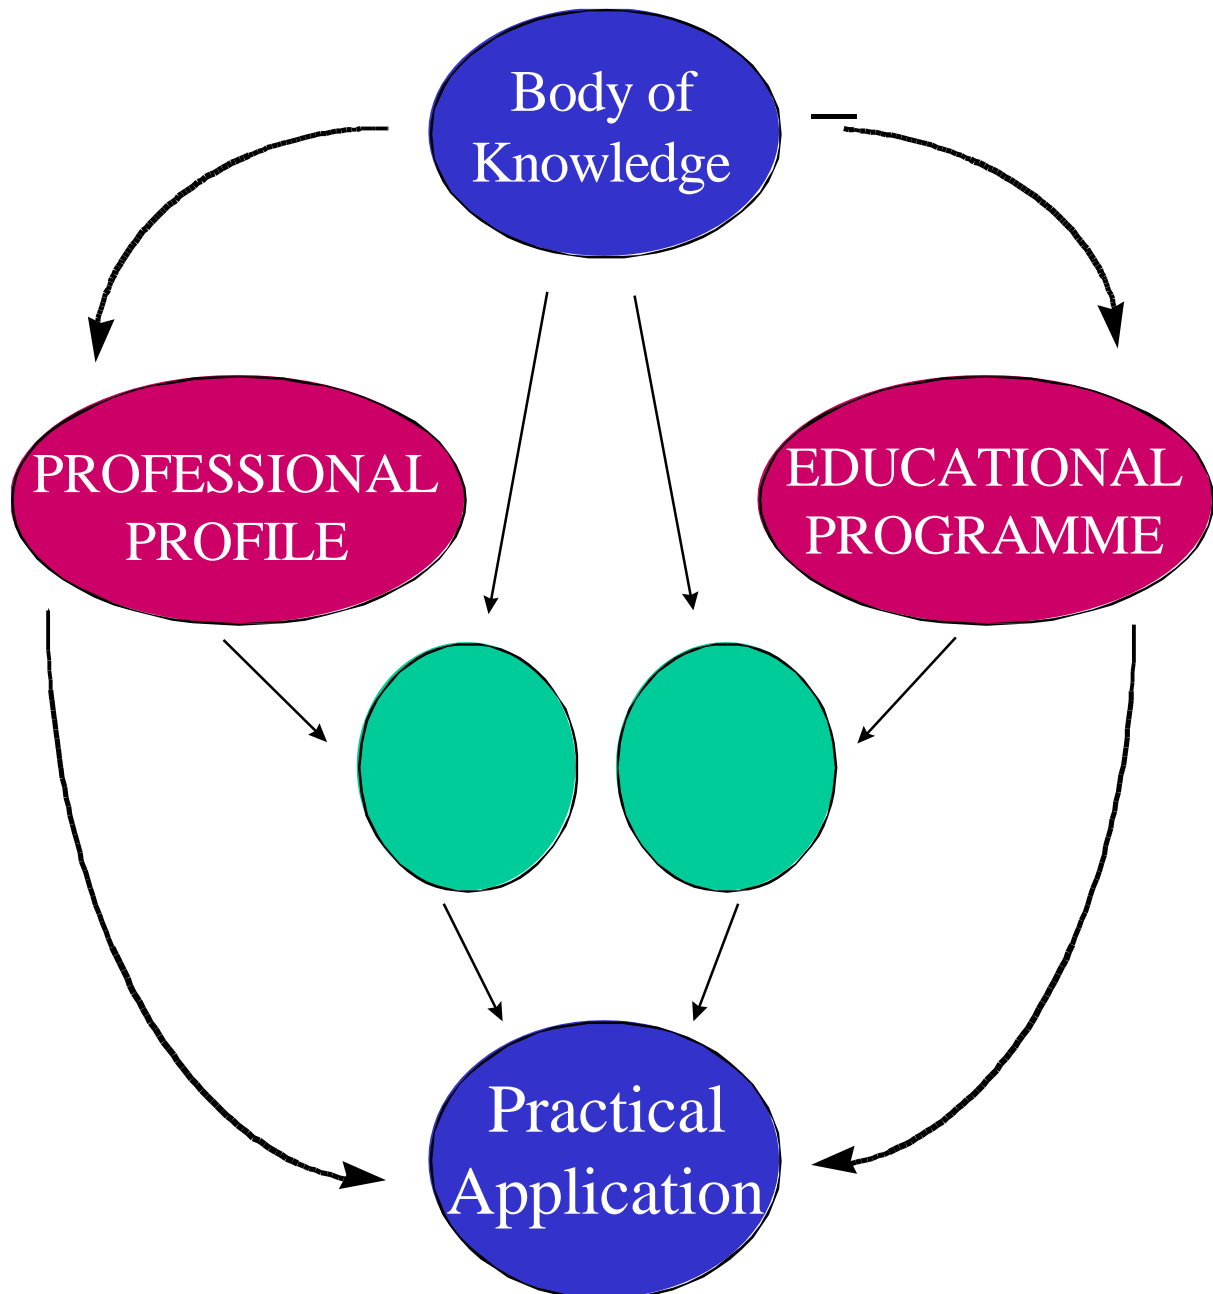 Body of
Knowledge
PROFESSIONAL
PROFILE
EDUCATIONAL
PROGRAMME
Practical
Application